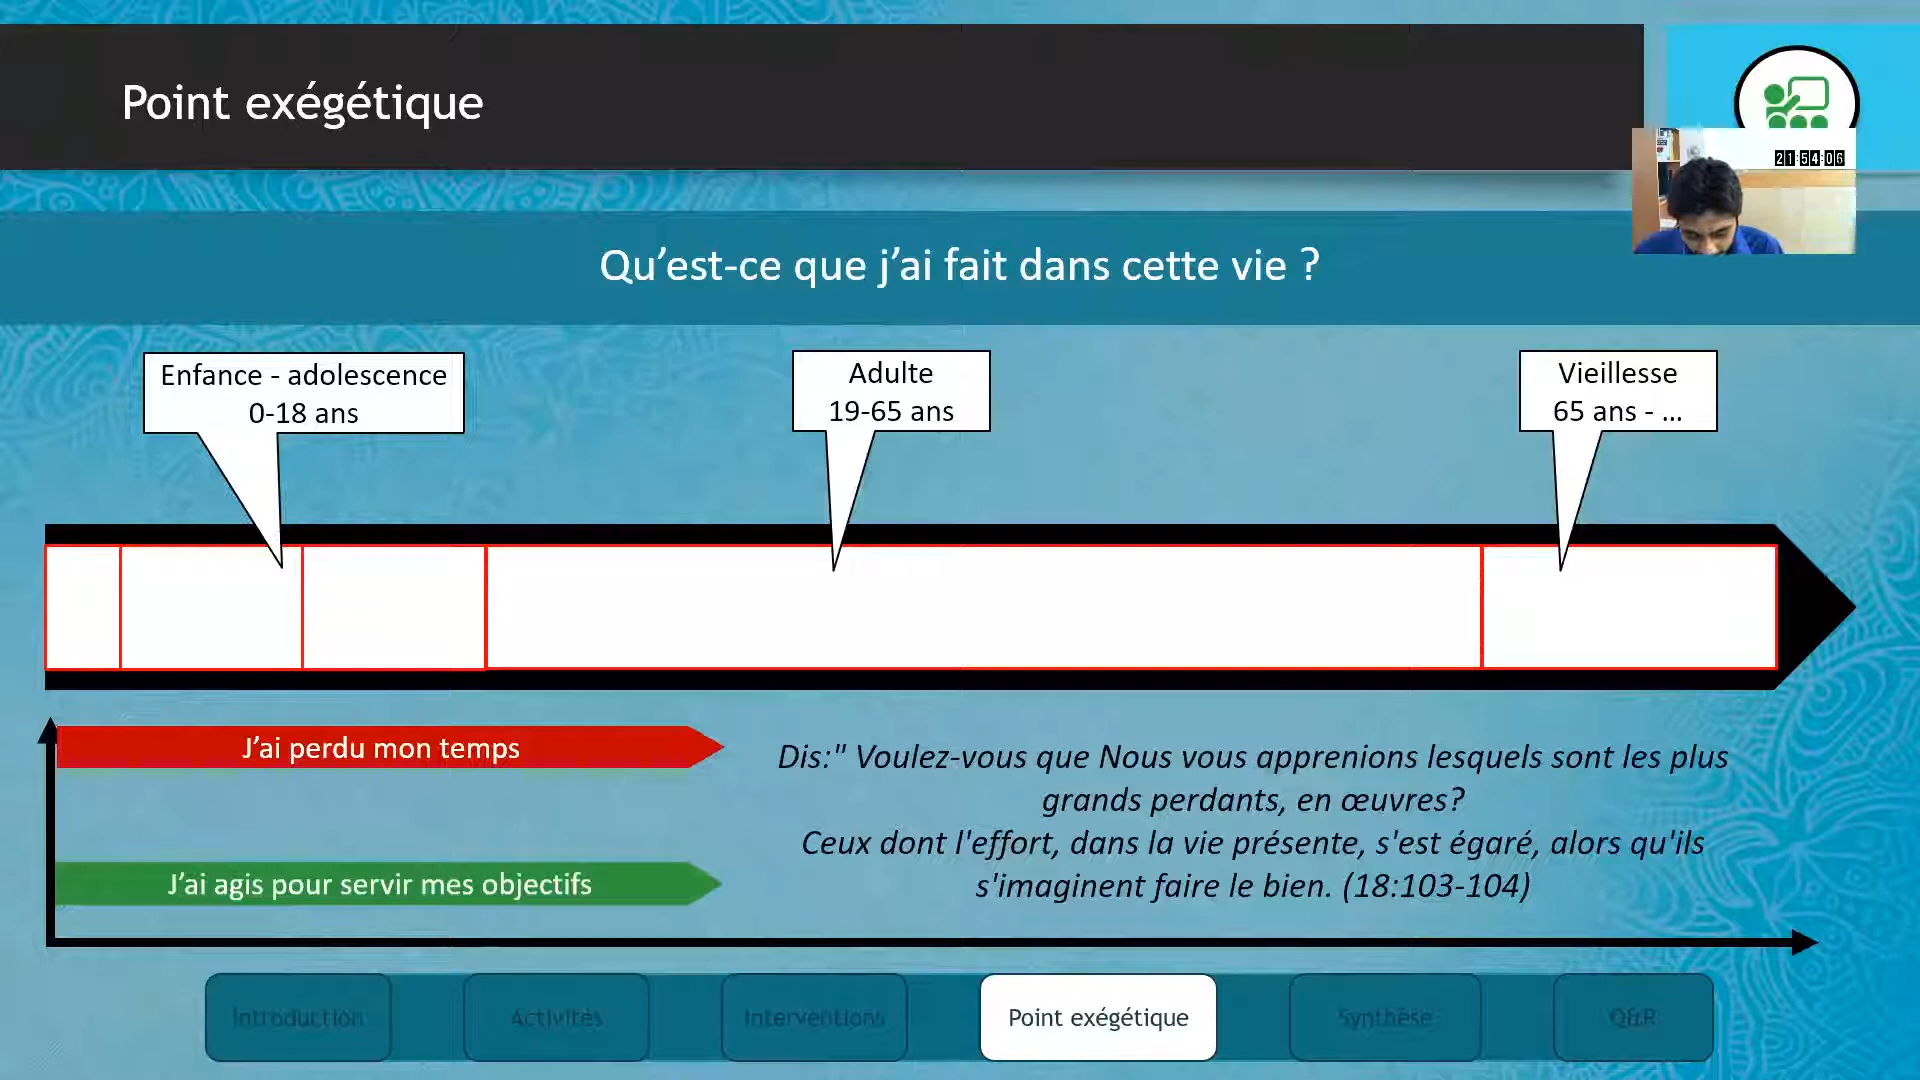 Point exégétique
21:54:06
Qu’est-ce que j’ai fait dans cette vie ?
Enfance - adolescence
0-18 ans
Adulte
19-65 ans
Vieillesse
65 ans - ...
J’ai perdu mon temps
J’ai agis pour servir mes objectifs
Dis:" Voulez-vous que Nous vous apprenions lesquels sont les plus
grands perdants, en œuvres?
Ceux dont l'effort, dans la vie présente, s'est égaré, alors qu'ils
s'imaginent faire le bien. (18:103-104)
Introduction
Activités
Interventions
Point exégétique
Synthèse
Q&R